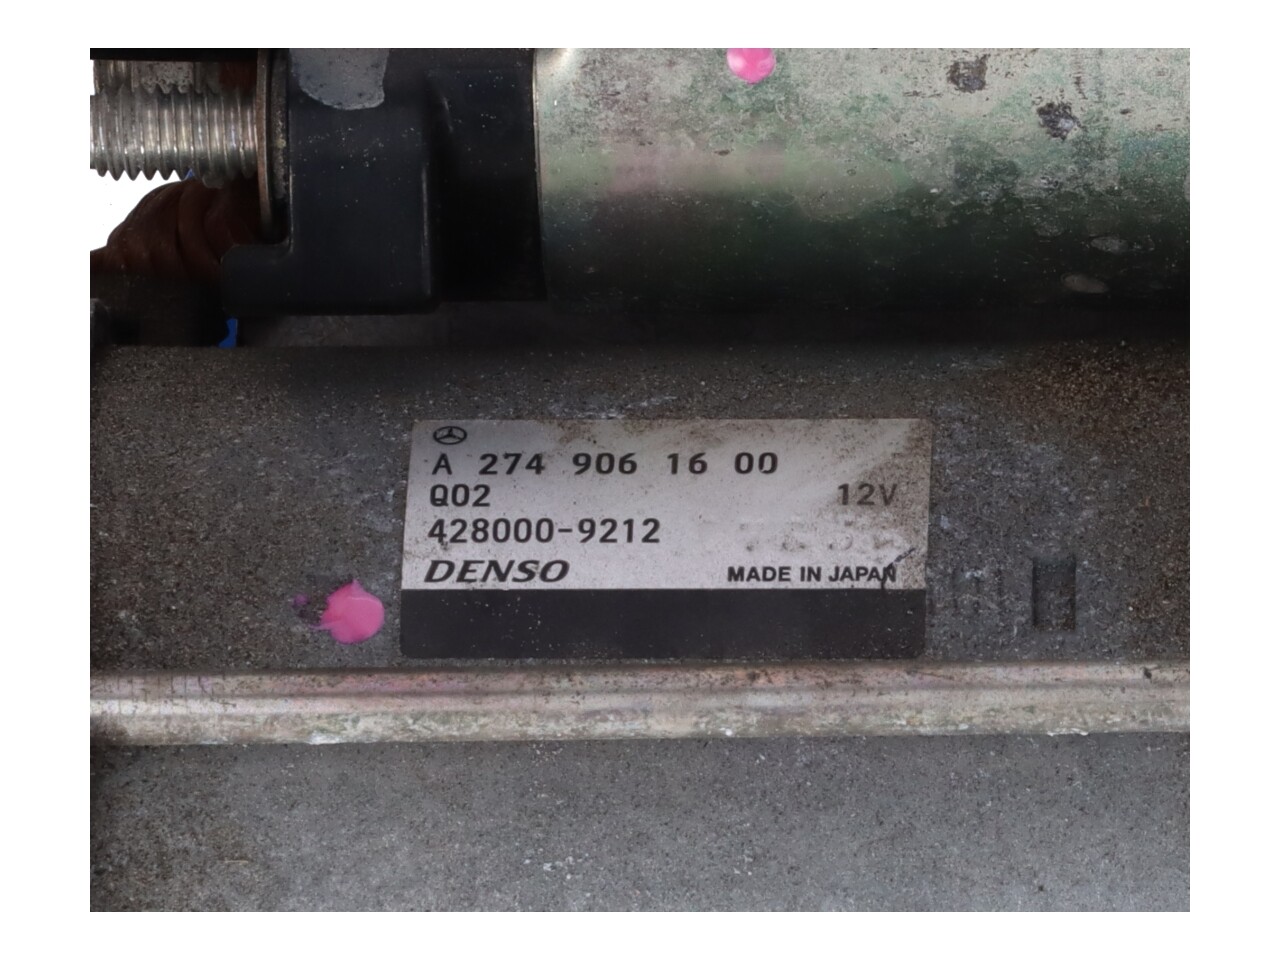 A 274 906 16 00
Q02 12V
428000-9212
DENSO MADE IN JAPAN